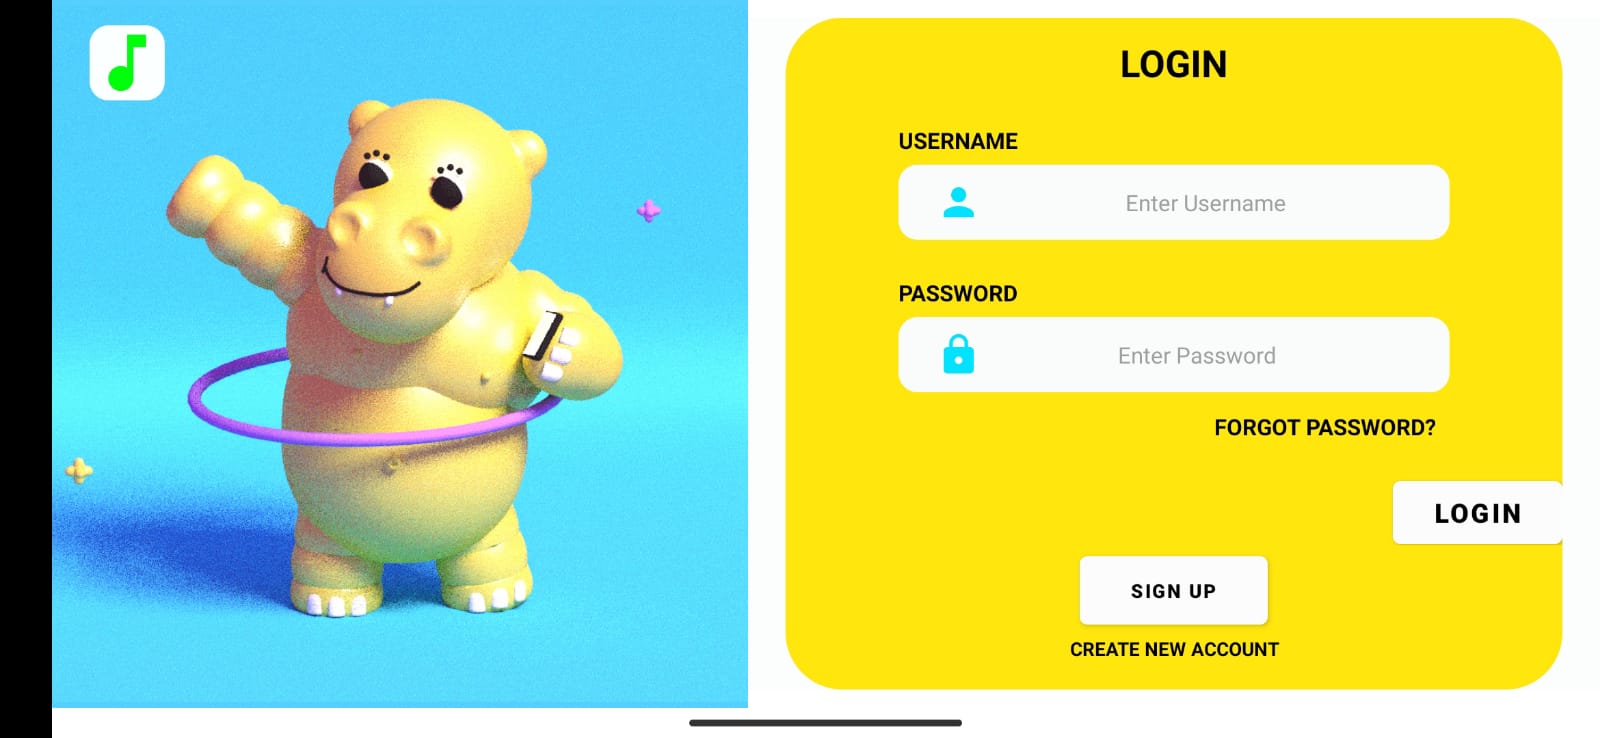 LOGIN
USERNAME
Enter Username
PASSWORD
Enter Password
FORGOT PASSWORD?
LOGIN
SIGN UP
CREATE NEW ACCOUNT